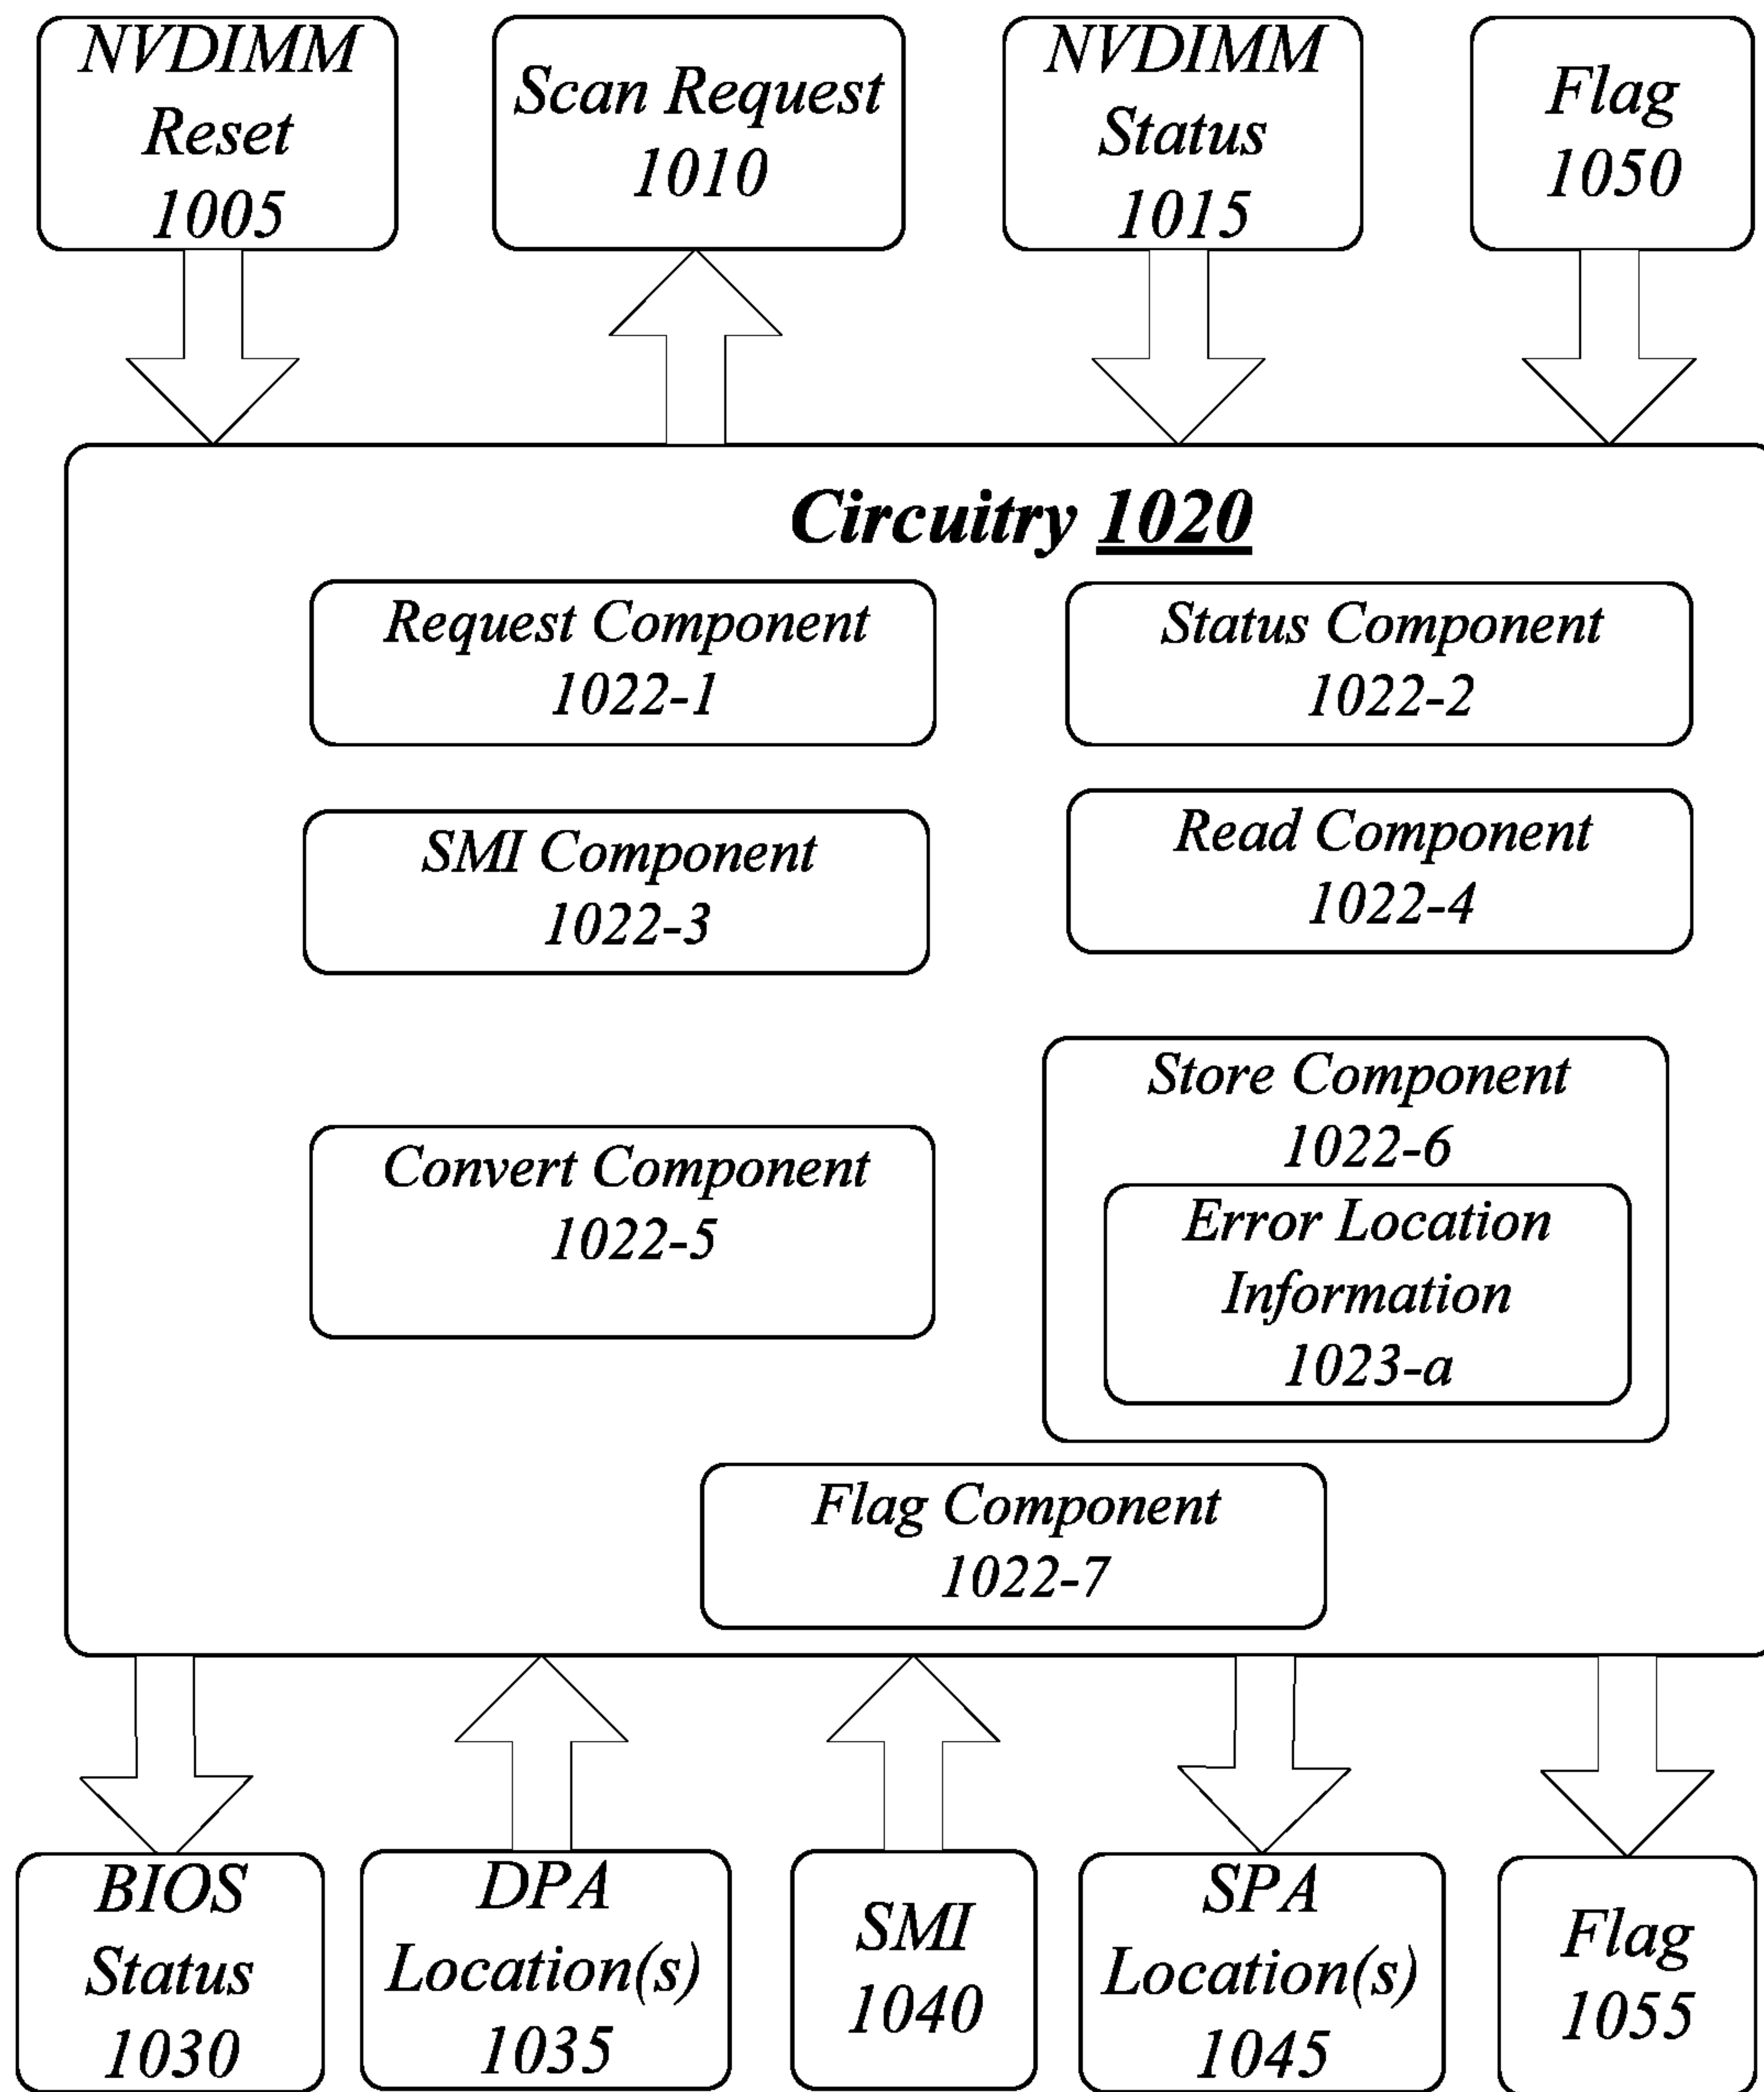 NVDIMM
Reset
1005
Scan Request
1010
NVDIMM
Status
1015
Flag
1050
Circuitry 1020
Request Component
1022-1
Status Component
1022-2
SMI Component
1022-3
Read Component
1022-4
Convert Component
1022-5
Store Component
1022-6
Error Location
Information
1023-a
Flag Component
1022-7
BIOS
Status
1030
DPA
Location(s)
1035
SMI
1040
SPA
Location(s)
1045
Flag
1055